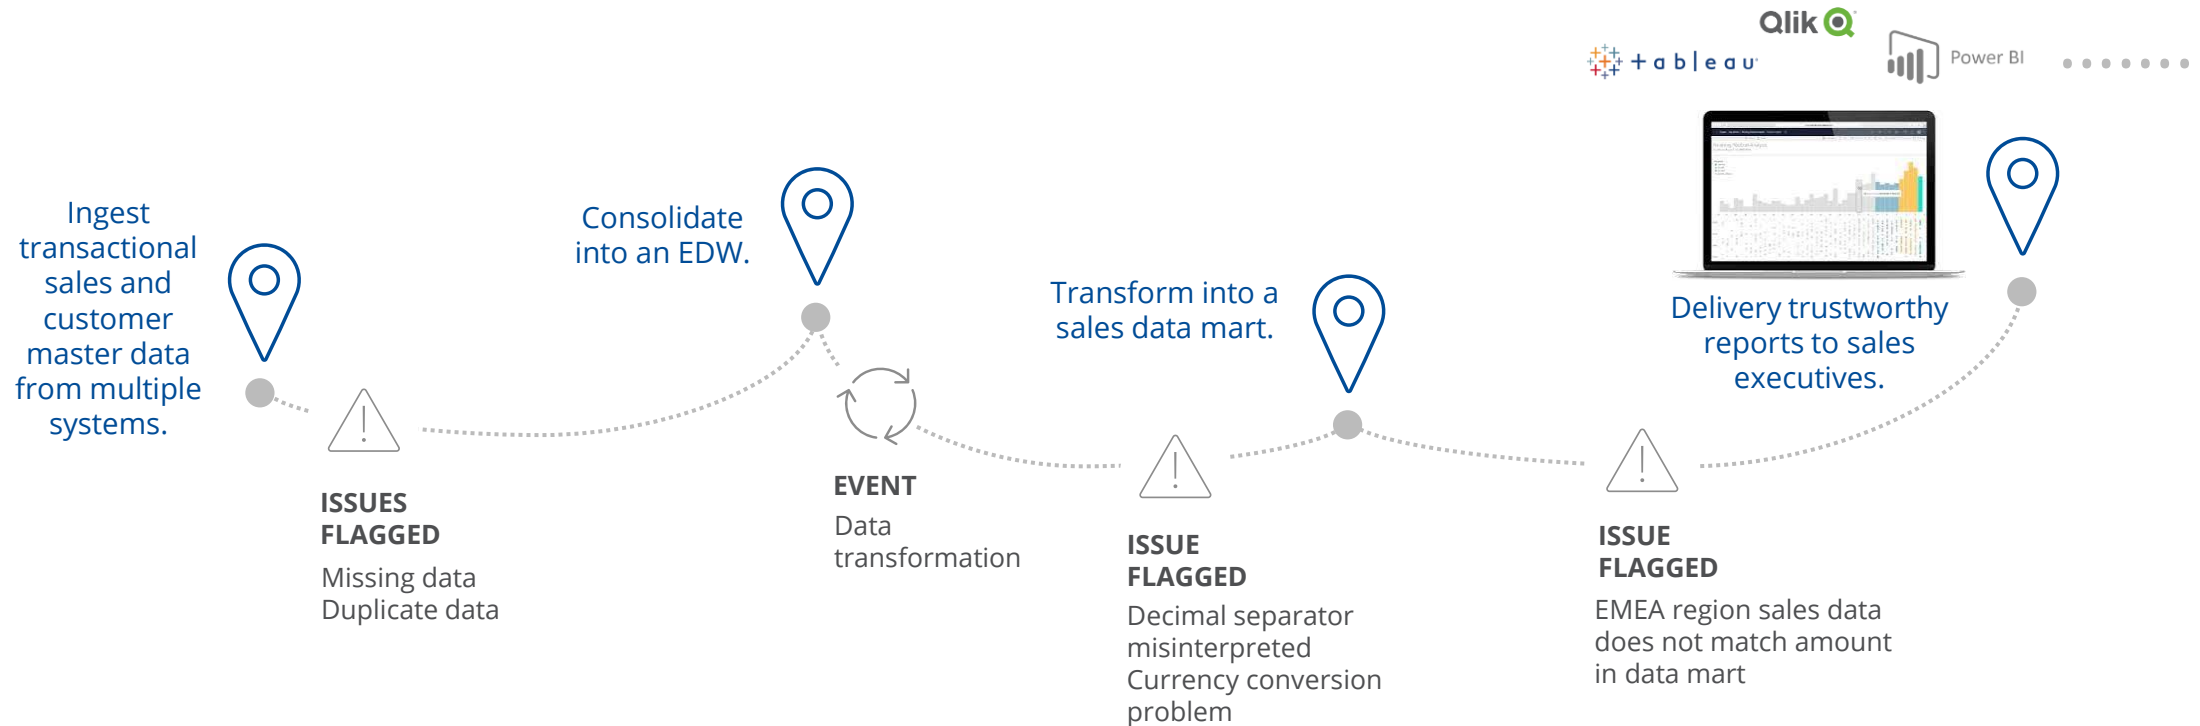 Qlik
+ableau
Power BI
Ingest
transactional
sales and
customer
master data
from multiple
systems.
Consolidate
into an EDW.
Transform into a
sales data mart.
Delivery trustworthy
reports to sales
executives.
ISSUES
FLAGGED
Missing data
Duplicate data
EVENT
Data
transformation
ISSUE
FLAGGED
Decimal separator
misinterpreted
Currency conversion
problem
ISSUE
FLAGGED
EMEA region sales data
does not match amount
in data mart